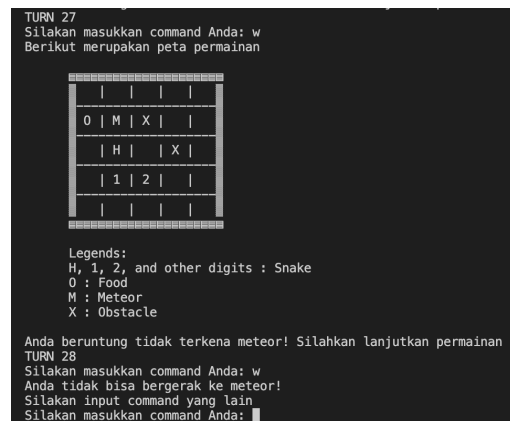 TURN 27
Silakan masukkan command Anda: w
Berikut merupakan peta permainan
| | | |
O | M | X | |
| H | | X |
| 1 | 2 | |
| | | |
Legends:
H, 1, 2, and other digits : Snake
O : Food
M : Meteor
X : Obstacle
Anda beruntung tidak terkena meteor! Silahkan lanjutkan permainan
TURN 28
Silakan masukkan command Anda: w
Anda tidak bisa bergerak ke meteor!
Silakan input command yang lain
Silakan masukkan command Anda: